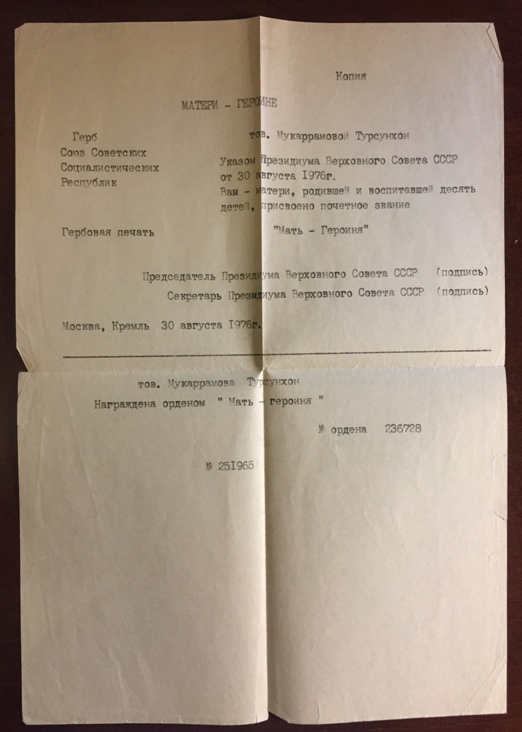 Копия
МАТЕРИ - ГЕРОИНЕ
Герб
Союз Советских
Социалистических
Республик
Гербовая печать
тов. Мукаррамовой Турсунхон
Указом Президиума Верховного Совета СССР
от 30 августа 1976г.
Вам - матери, родившей и воспитавшей десять
детей, присвоено почетное звание
"Мать - Героиня"
Председатель Президиума Верховного Совета СССР (подпись)
Секретарь Президиума Верховного Совета СССР (подпись)
Москва, Кремль 30 августа 1976г.
тов. Мукаррамова Турсунхон
Награждена орденом " Мать - героиня "
№ ордена 236728
№ 251965